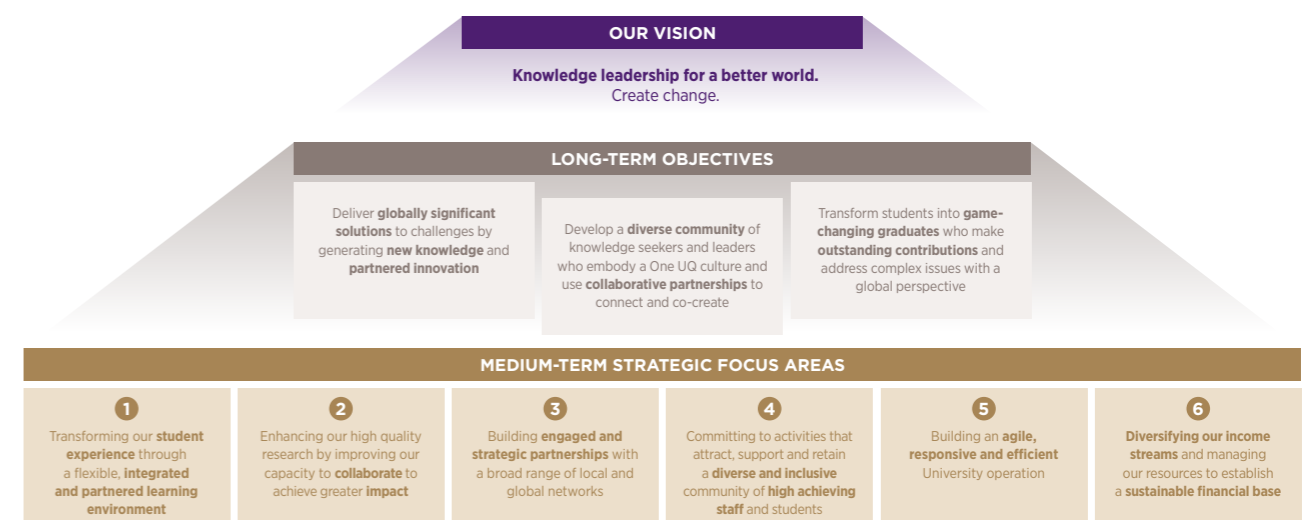 OUR VISION
Knowledge leadership for a better world.
Create change.
LONG-TERM OBJECTIVES
Deliver globally significant
solutions to challenges by
generating new knowledge and
partnered innovation
Develop a diverse community of
knowledge seekers and leaders
who embody a One UQ culture and
use collaborative partnerships to
connect and co-create
Transform students into game-
changing graduates who make
outstanding contributions and
address complex issues with a
global perspective
MEDIUM-TERM STRATEGIC FOCUS AREAS
1
Transforming our student
experience through
a flexible, integrated
and partnered learning
environment
2
Enhancing our high quality
research by improving our
capacity to collaborate to
achieve greater impact
3
Building engaged and
strategic partnerships with
a broad range of local and
global networks
4
Committing to activities that
attract, support and retain
a diverse and inclusive
community of high achieving
staff and students
5
Building an agile,
responsive and efficient
University operation
6
Diversifying our income
streams and managing
our resources to establish
a sustainable financial base